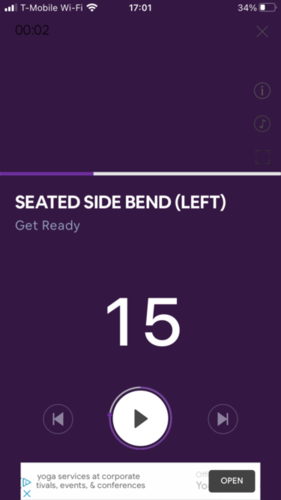 T-Mobile Wi-Fi 17:01 34%
00:02
SEATED SIDE BEND (LEFT)
Get Ready
15
yoga services at corporate
tivals, events, & conferences
OPEN